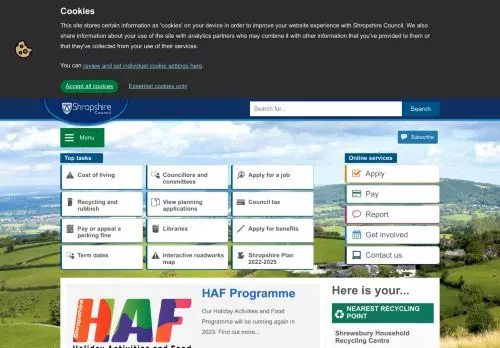 Cookies
This site stores certain information as 'cookies' on your device in order to improve your website experience with Shropshire Council. We also
share information about your use of the site with analytics partners who may combine it with other information that you've provided to them or
that they've collected from your use of their services.
You can review and set individual cookie settings here.
Accept all cookies
Essential cookies only
Shropshire
Council
Search for...
Search
Menu
Subscribe
Top tasks
Cost of living
Councillors and
committees
Apply for a job
Recycling and
rubbish
View planning
applications
Council tax
Pay or appeal a
parking fine
Libraries
Apply for benefits
Term dates
Interactive roadworks
map
Shropshire Plan
2022-2025
Online services
Apply
Pay
Report
Get involved
Contact us
Shropshire
HAF
Holiday Activities and Food
HAF Programme
Our Holiday Activities and Food
Programme will be running again in
2023. Find out more...
Here is your...
NEAREST RECYCLING
POINT
Shrewsbury Household
Recycling Centre